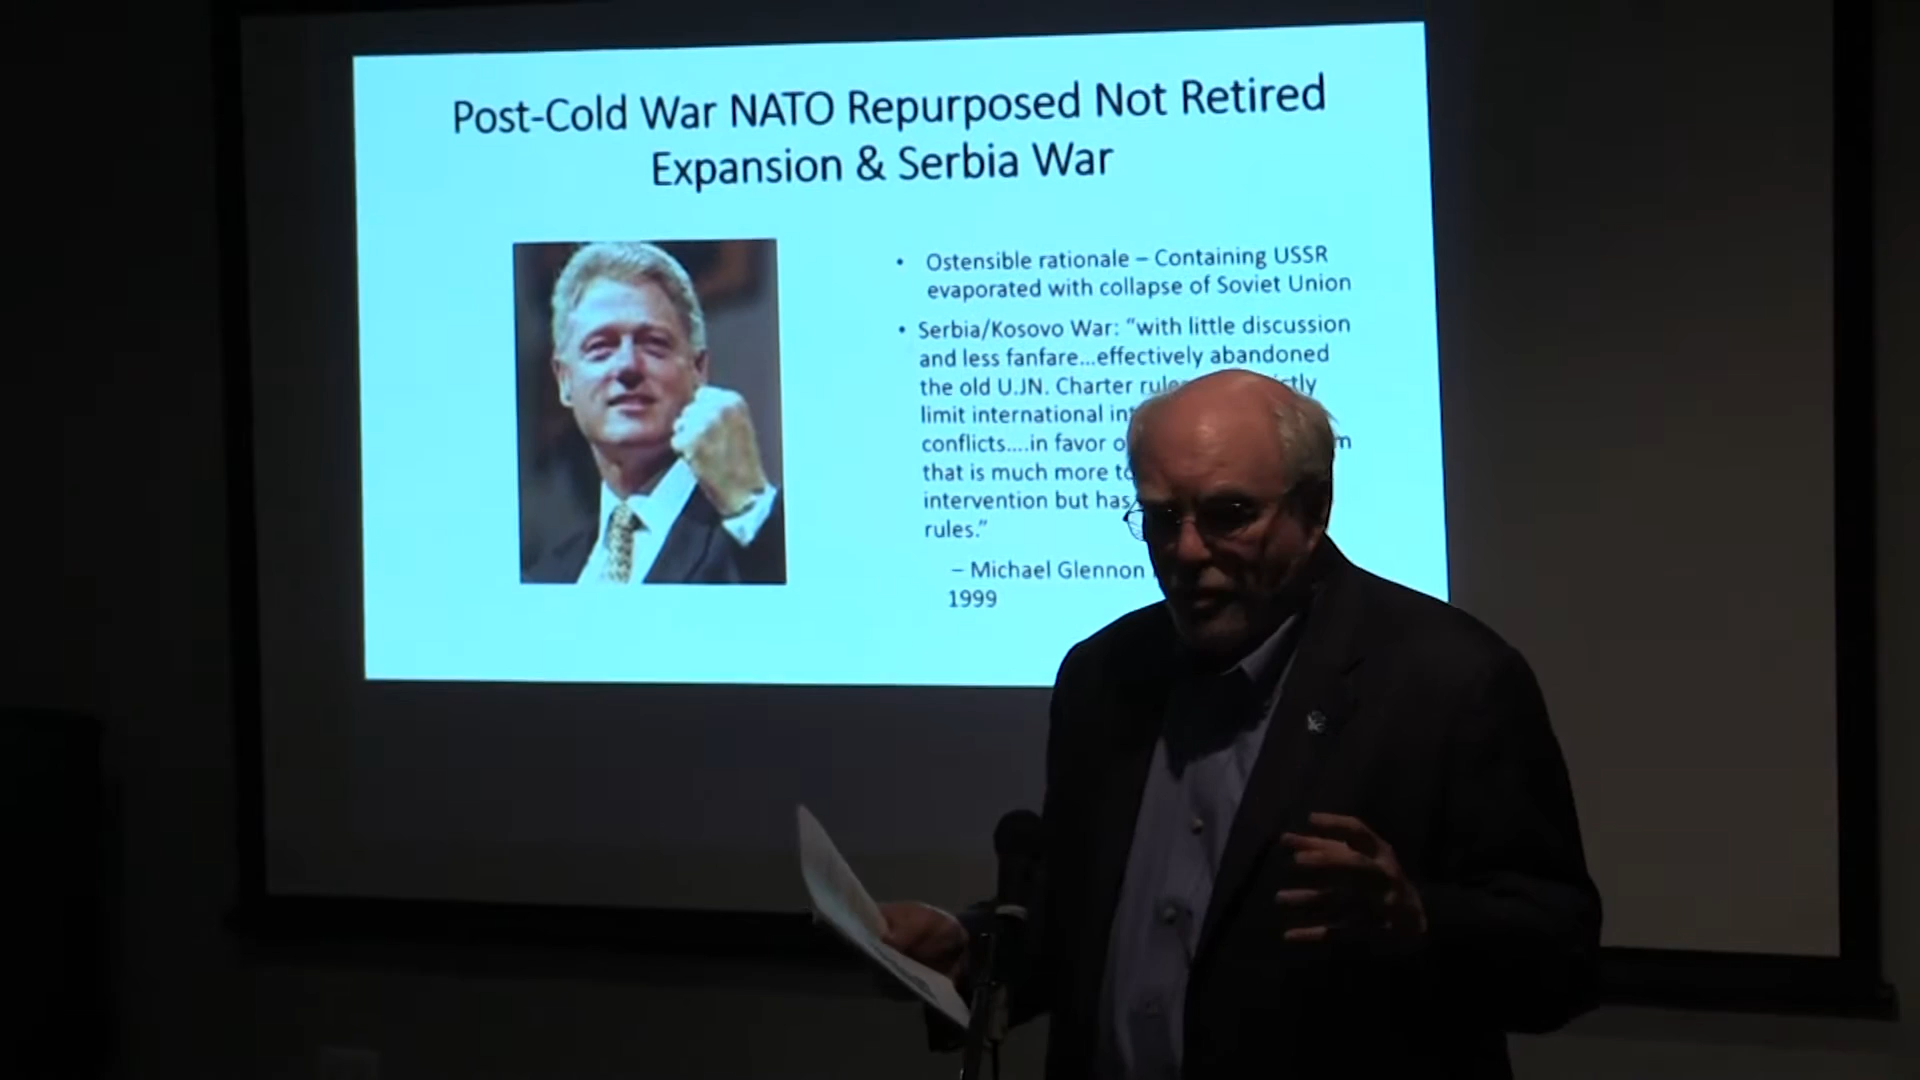 Post-Cold War NATO Repurposed Not Retired
Expansion & Serbia War
• Ostensible rationale – Containing USSR
evaporated with collapse of Soviet Union
• Serbia/Kosovo War: “with little discussion
and less fanfare...effectively abandoned
the old U.JN. Charter
limit international
conflicts....in favor
that is much more
intervention but has
rules.”
– Michael Glennon
1999